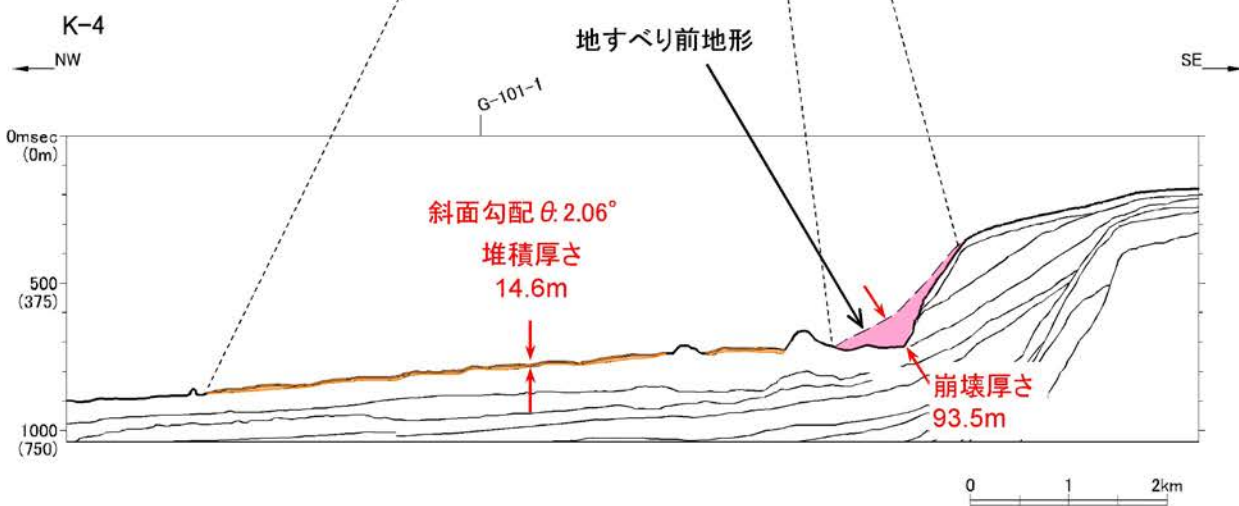 K-4
NW
地すべり前地形
SE
G-101-1
0msec
(0m)
斜面勾配θ:2.06°
堆積厚さ
14.6m
500
(375)
崩壊厚さ
93.5m
1000
(750)
0 1 2km